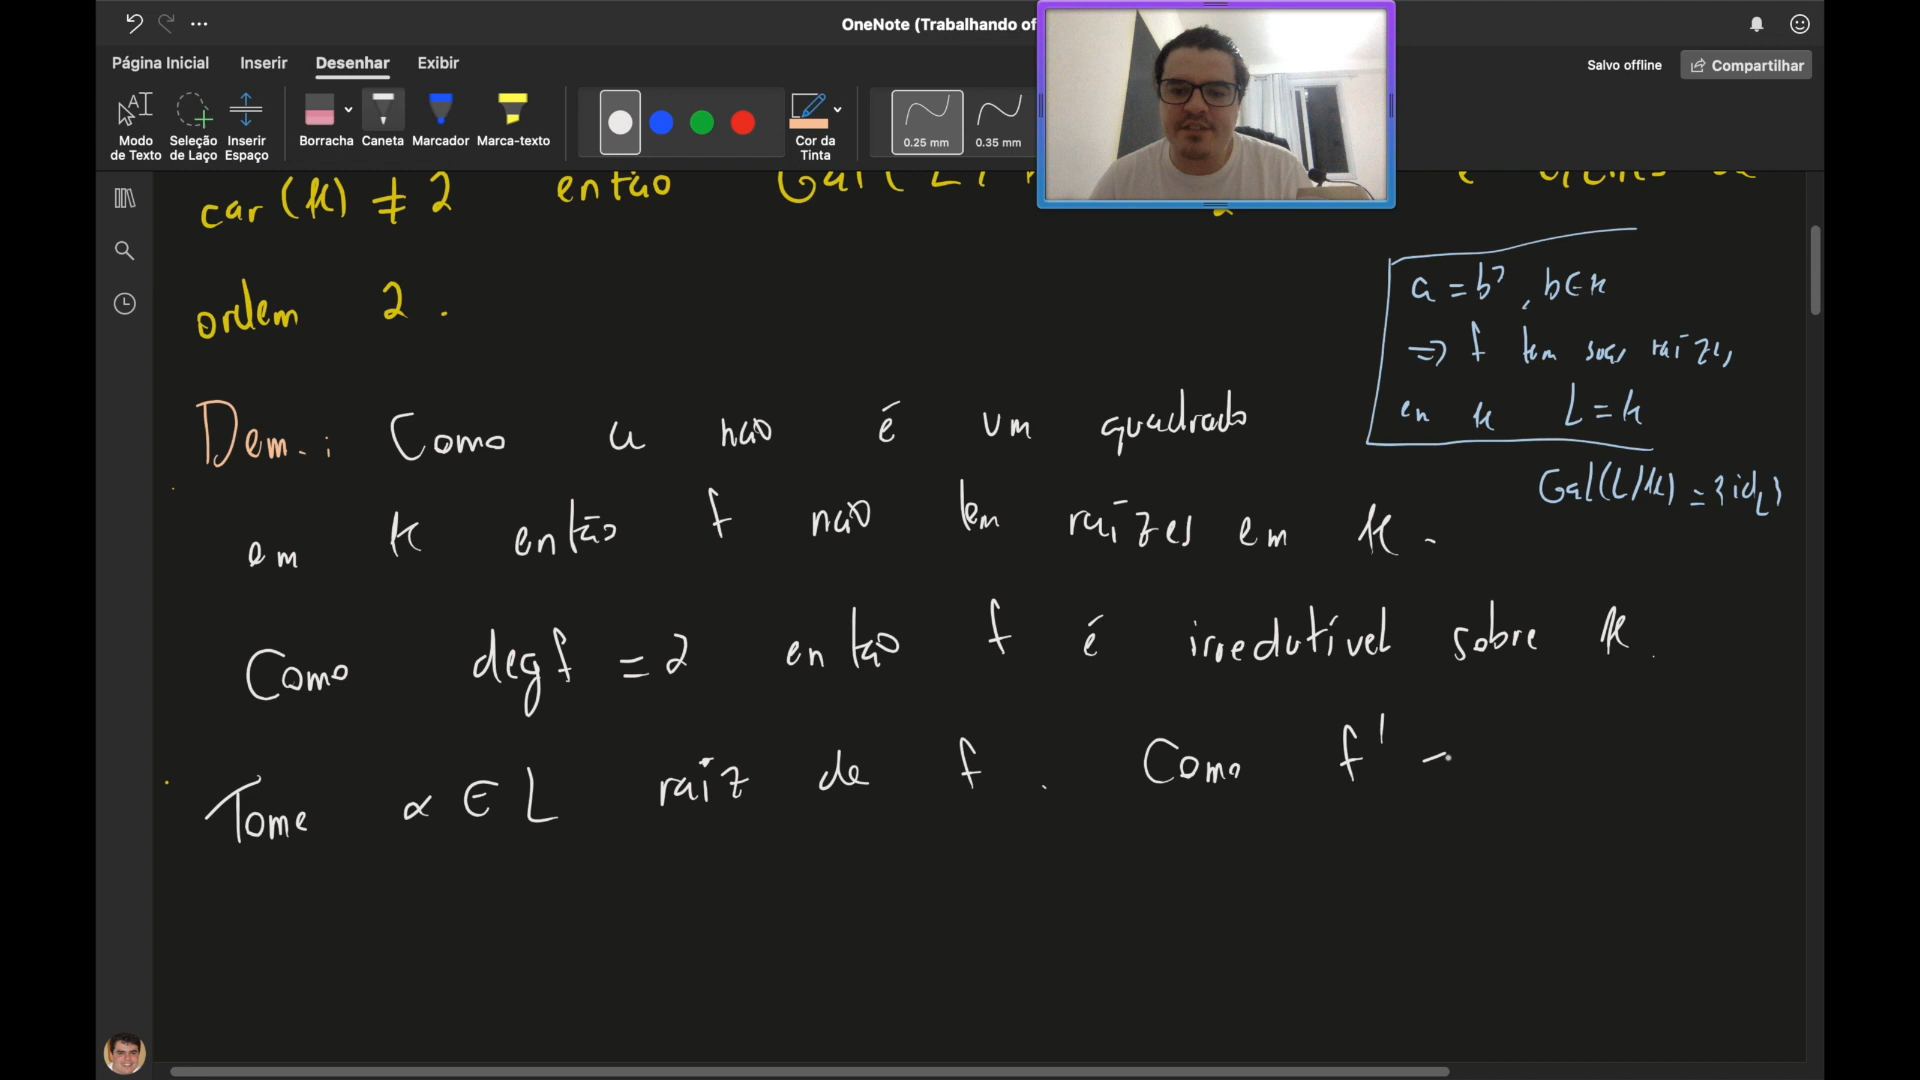 OneNote (Trabalhando of
Página Inicial Inserir Desenhar Exibir
Salvo offline Compartilhar
Modo de Texto
Seleção de Laço
Inserir Espaço
Borracha Caneta Marcador Marca-texto
Cor da Tinta
0.25 mm 0.35 mm
car(k) ≠ 2 então Gal(L/
ordem 2.
a = b², b∈k
⇒ f tem suas raízes
em k L = k
Gal(L/k) = {id_L}
Dem.: Como a não é um quadrado
em k então f não tem raízes em k.
Como deg f = 2 então f é irredutível sobre k.
Tome α ∈ L raiz de f. Como f' -